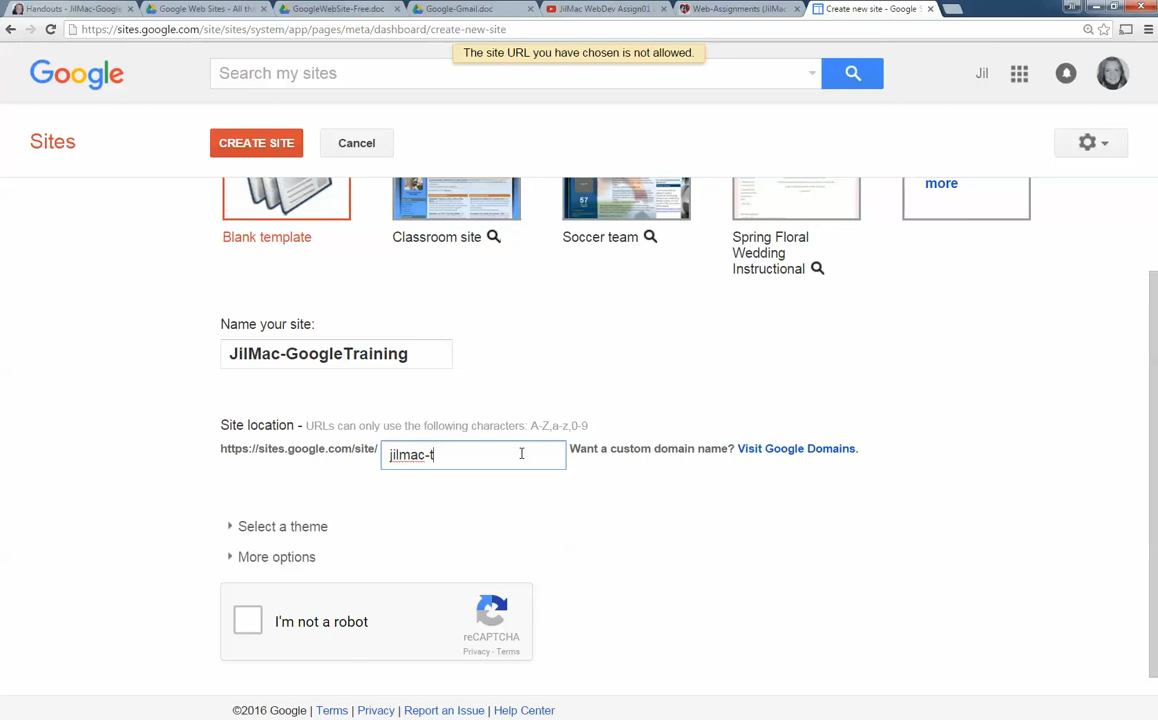 Handouts - JilMac-Google
Google Web Sites - All th
GoogleWebSite-Free.doc
Google-Gmail.doc
JilMac WebDev Assign01
Web-Assignments (JilMac
Create new site - Google S
Jil
https://sites.google.com/site/sites/system/app/pages/meta/dashboard/create-new-site
The site URL you have chosen is not allowed.
Google
Search my sites
Jil
Sites
CREATE SITE
Cancel
57
more
Blank template
Classroom site
Soccer team
Spring Floral
Wedding
Instructional
Name your site:
JilMac-GoogleTraining
Site location - URLs can only use the following characters: A-Z,a-z,0-9
https://sites.google.com/site/ jilmac-t Want a custom domain name? Visit Google Domains.
Select a theme
More options
I'm not a robot
reCAPTCHA
Privacy - Terms
©2016 Google | Terms | Privacy | Report an Issue | Help Center